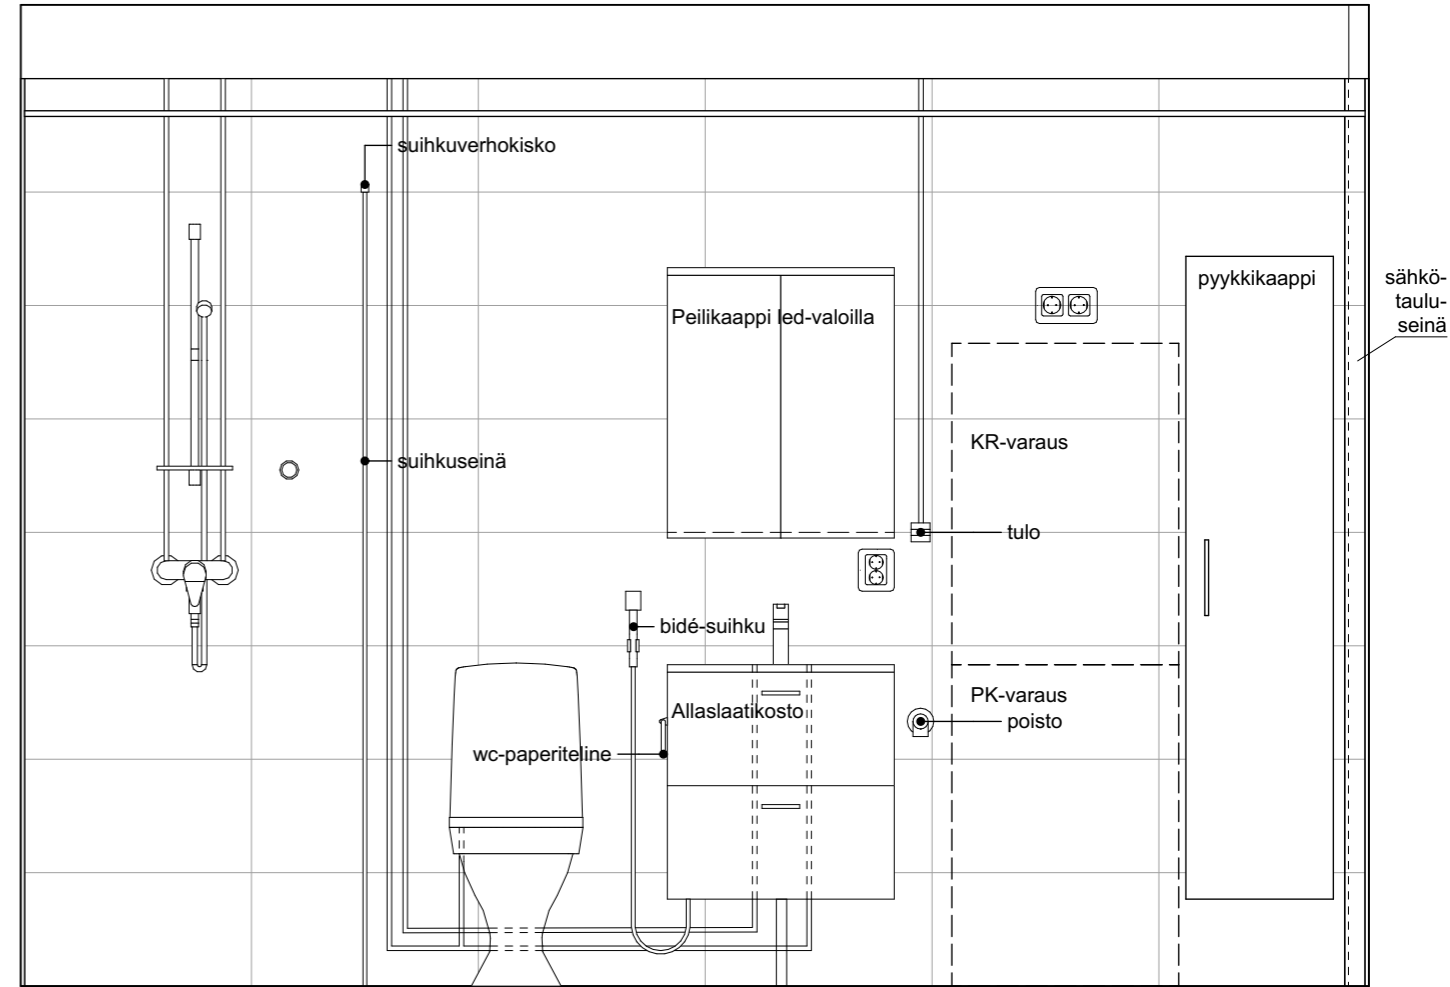 suihkuverhokisko
pyykkikaappi
sähkö-
taulu-
seinä
Peilikaappi led-valoilla
KR-varaus
suihkuseinä
tulo
bidé-suihku
PK-varaus
Allaslaatikosto
poisto
wc-paperiteline